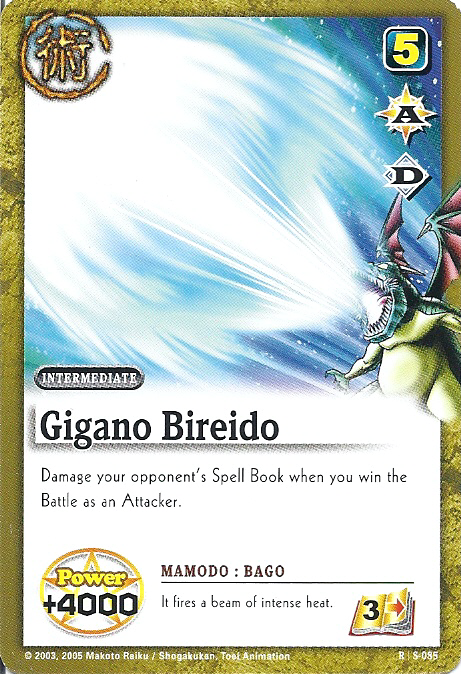 術
5
A
D
INTERMEDIATE
Gigano Bireido
Damage your opponent's Spell Book when you win the
Battle as an Attacker.
Power
+4000
MAMODO : BAGO
It fires a beam of intense heat.
3
© 2003, 2005 Makoto Raiku / Shogakukan, Toei Animation
R | S-085